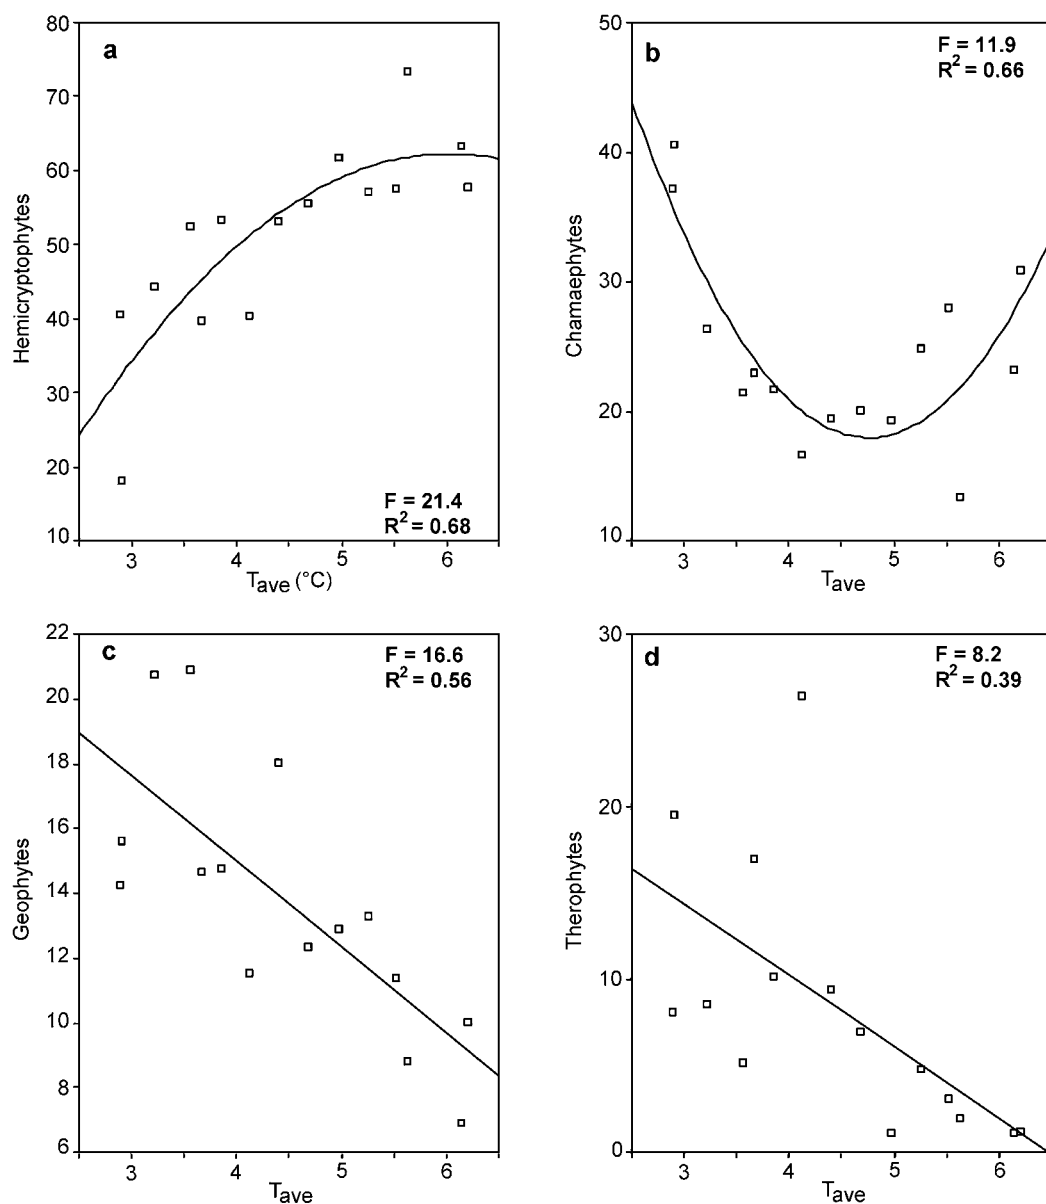 a
80
70
60
50
40
30
20
10
Hemicryptophytes
F = 21.4
R² = 0.68
3 4 5 6
Tave (°C)
b
F = 11.9
R² = 0.66
50
40
30
20
10
Chamaephytes
3 4 5 6
Tave
c
F = 16.6
R² = 0.56
22
20
18
16
14
12
10
8
6
Geophytes
3 4 5 6
Tave
d
F = 8.2
R² = 0.39
30
20
10
0
Therophytes
3 4 5 6
Tave